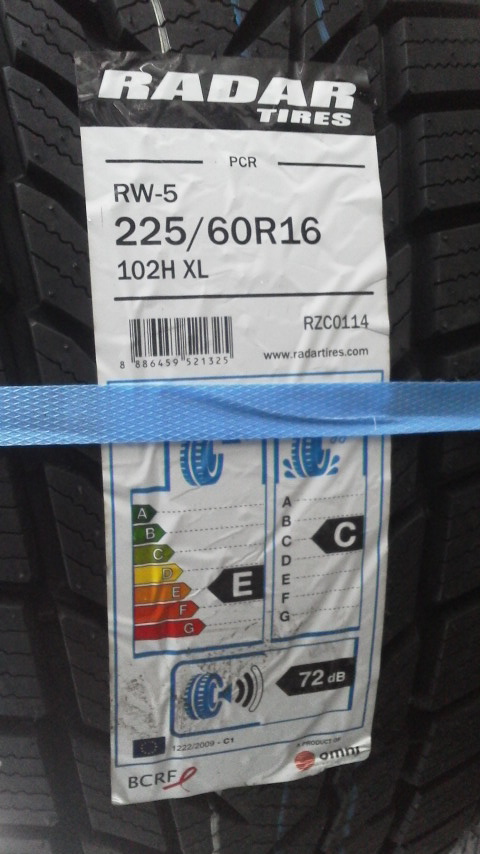 RADAR
TIRES
PCR
RW-5
225/60R16
102H XL
RZC0114
8 886459 521325
www.radartires.com
A
B
C
D
E
F
G
E
A
B
C
D
E
F
G
C
72 dB
1222/2009 - C1
A PRODUCT OF
omni
BCRF